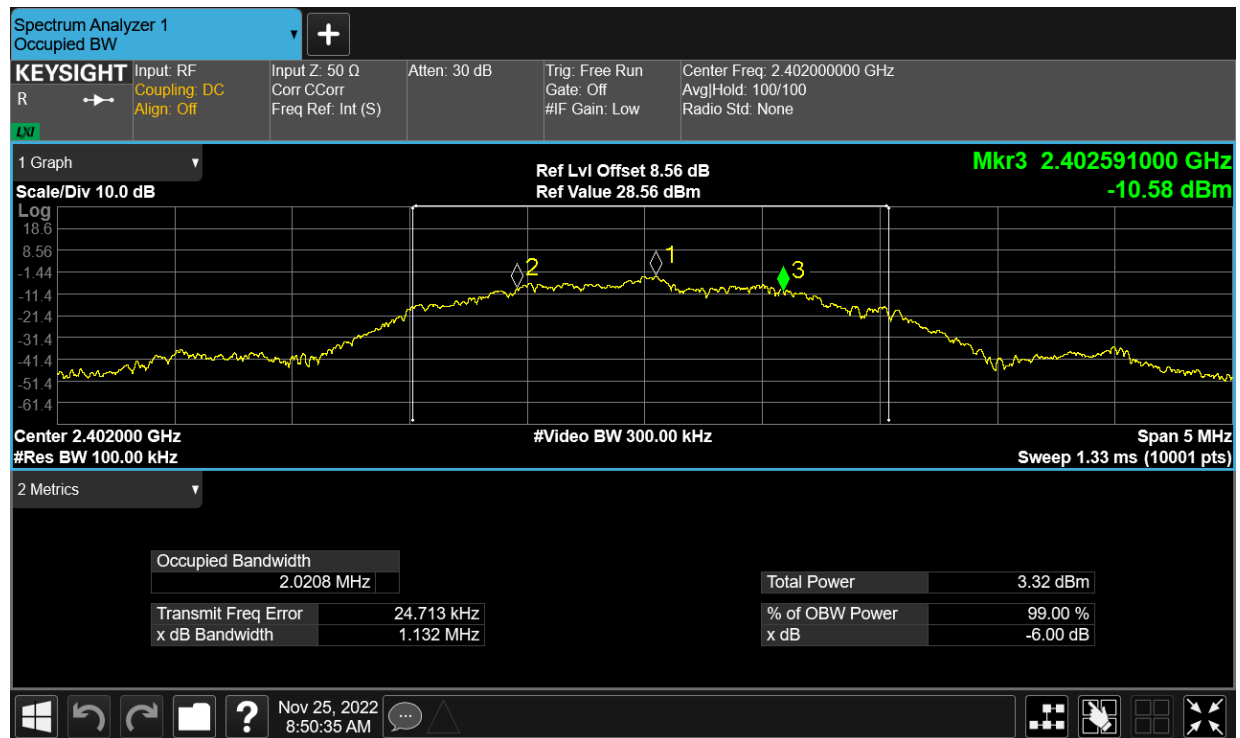 Spectrum Analyzer 1
Occupied BW
KEYSIGHT
R
LXI
Input: RF
Coupling: DC
Align: Off
Input Z: 50 Ω
Corr CCorr
Freq Ref: Int (S)
Atten: 30 dB
Trig: Free Run
Gate: Off
#IF Gain: Low
Center Freq: 2.402000000 GHz
Avg|Hold: 100/100
Radio Std: None
1 Graph
Scale/Div 10.0 dB
Ref Lvl Offset 8.56 dB
Ref Value 28.56 dBm
Mkr3 2.402591000 GHz
-10.58 dBm
Log
18.6
8.56
-1.44
-11.4
-21.4
-31.4
-41.4
-51.4
-61.4
2
1
3
Center 2.402000 GHz
#Res BW 100.00 kHz
#Video BW 300.00 kHz
Span 5 MHz
Sweep 1.33 ms (10001 pts)
2 Metrics
Occupied Bandwidth
2.0208 MHz
Transmit Freq Error 24.713 kHz
x dB Bandwidth 1.132 MHz
Total Power 3.32 dBm
% of OBW Power 99.00 %
x dB -6.00 dB
?
Nov 25, 2022
8:50:35 AM